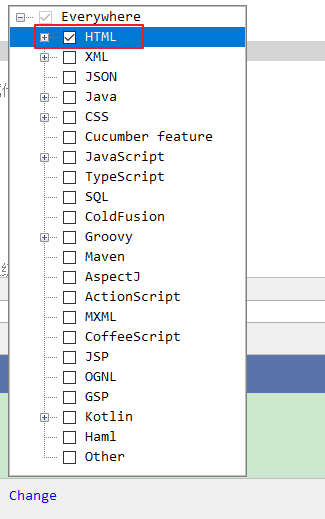 Everywhere
HTML
XML
JSON
Java
CSS
Cucumber feature
JavaScript
TypeScript
SQL
ColdFusion
Groovy
Maven
AspectJ
ActionScript
MXML
CoffeeScript
JSP
OGNL
GSP
Kotlin
Haml
Other
Change